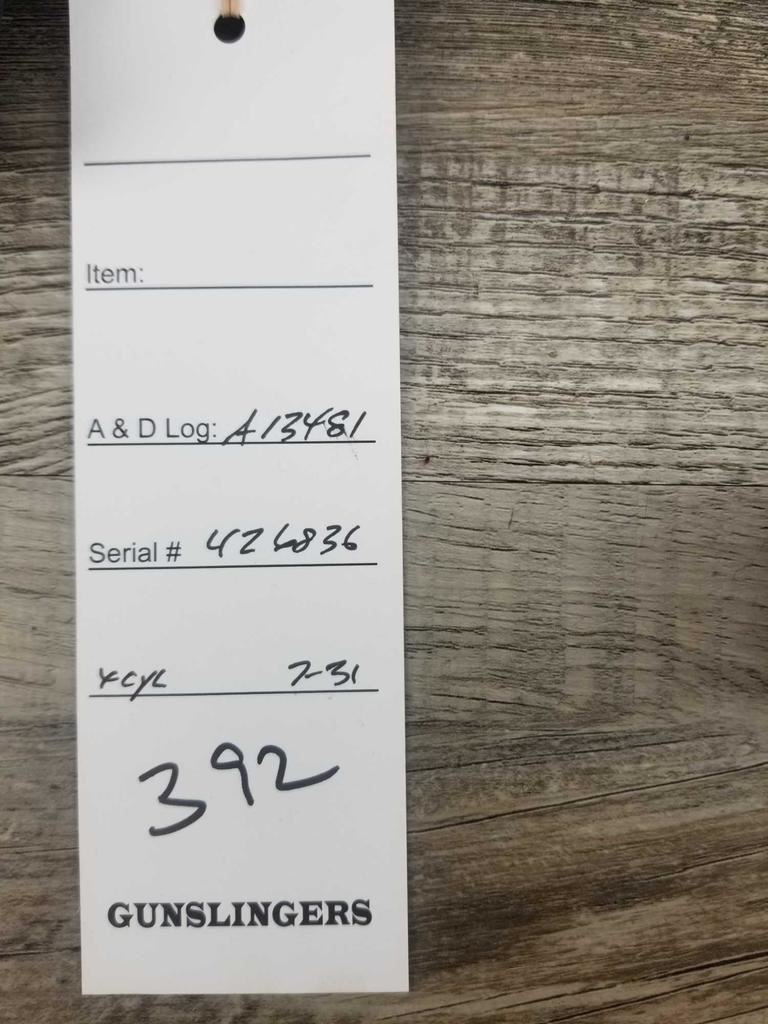 Item:
A & D Log: A13481
Serial # 426836
xcyl 7-31
392
GUNSLINGERS